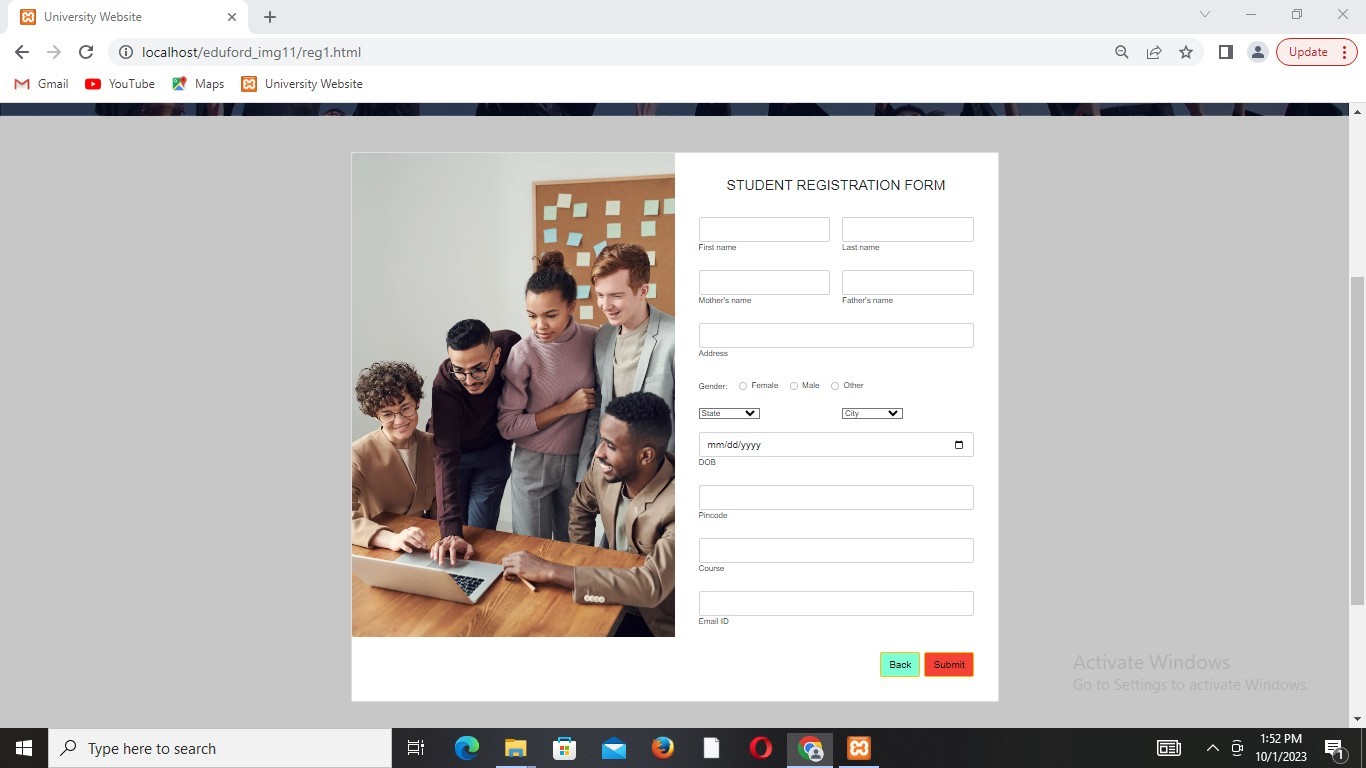 University Website
localhost/eduford_img11/reg1.html
Update
Gmail YouTube Maps University Website
STUDENT REGISTRATION FORM
First name Last name
Mother's name Father's name
Address
Gender: Female Male Other
State City
mm/dd/yyyy
DOB
Pincode
Course
Email ID
Back Submit
Activate Windows
Go to Settings to activate Windows.
Type here to search
1:52 PM
10/1/2023
1